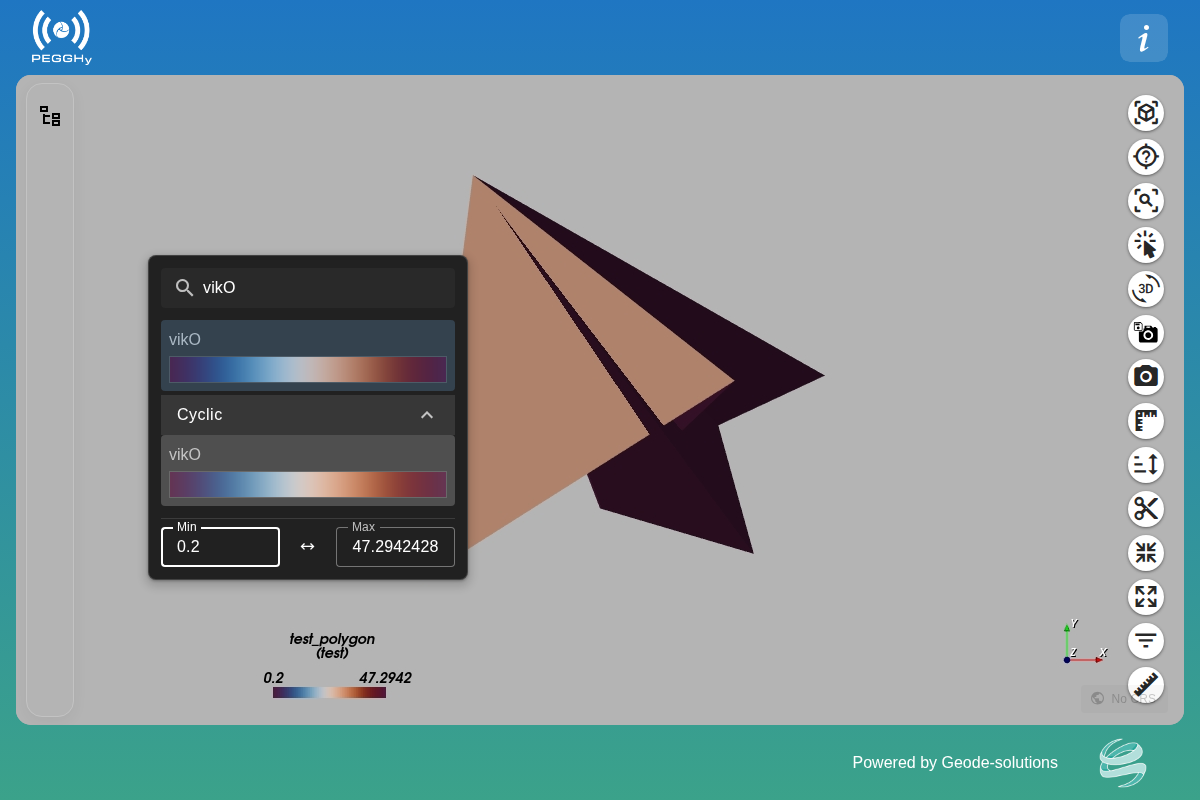 PEGGHy
i
vikO
vikO
Cyclic
vikO
Min
0.2
Max
47.2942428
3D
test_polygon
(test)
0.2
47.2942
Y
Z
X
No CRS
Powered by Geode-solutions